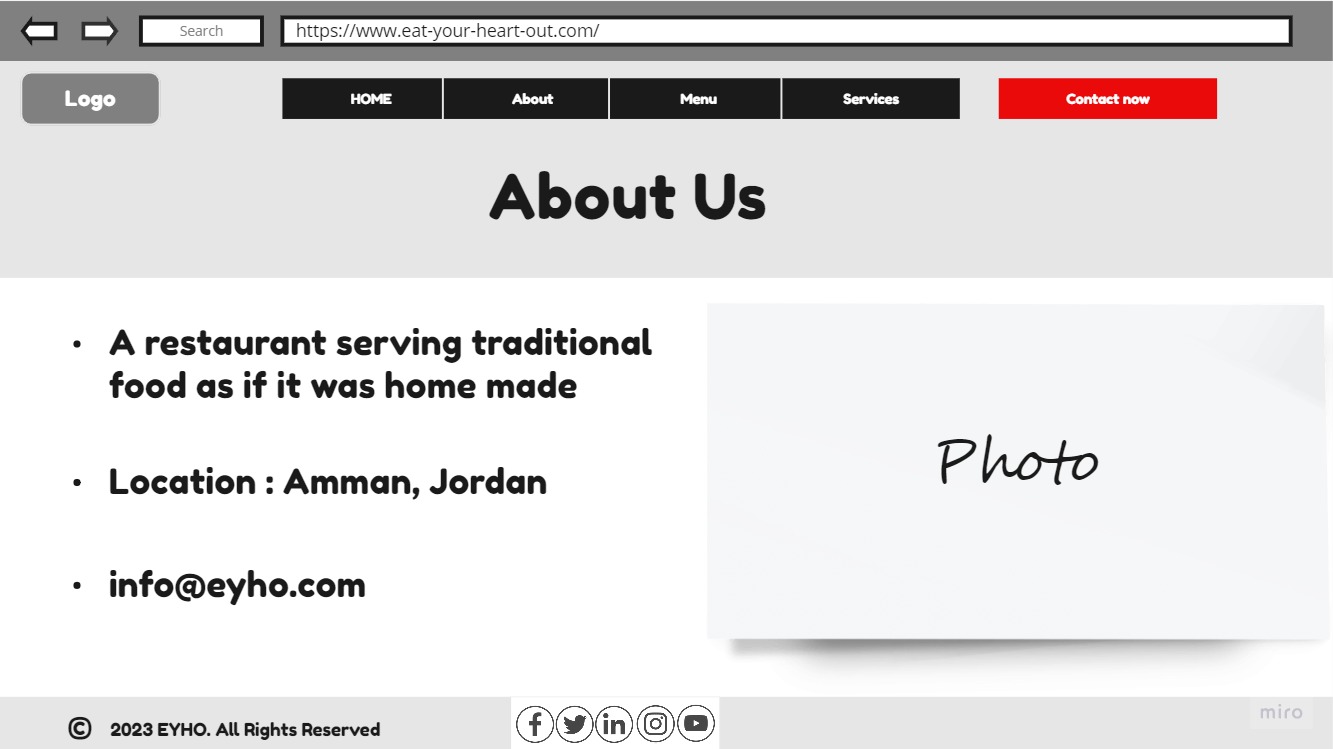 Search
https://www.eat-your-heart-out.com/
Logo
HOME
About
Menu
Services
Contact now
About Us
• A restaurant serving traditional
food as if it was home made
• Location : Amman, Jordan
• info@eyho.com
Photo
© 2023 EYHO. All Rights Reserved
miro